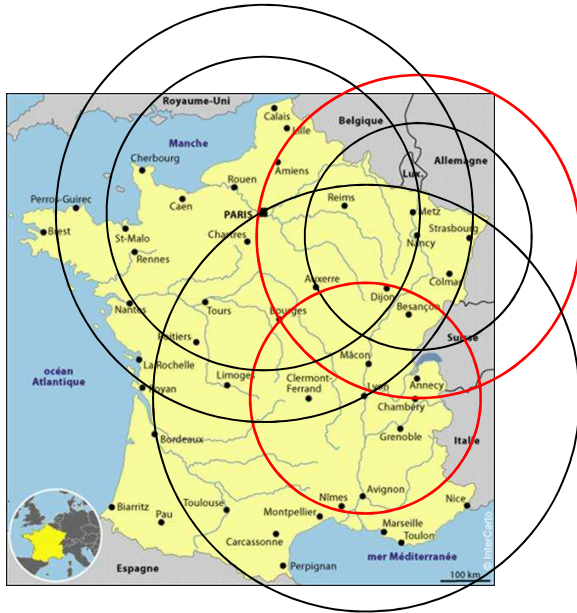 Royaume-Uni
Calais
Lille
Belgique
Manche
Allemagne
Cherbourg
Amiens
Lux.
Rouen
Reims
Perros-Guirec
Caen
PARIS
Metz
Brest
St-Malo
Chartres
Nancy
Strasbourg
Rennes
Auxerre
Colmar
Dijon
Nantes
Tours
Bourges
Besançon
Poitiers
Suisse
La Rochelle
Mâcon
océan
Atlantique
Royan
Limoges
Clermont-
Ferrand
Lyon
Annecy
Chambéry
Bordeaux
Grenoble
Italie
Biarritz
Pau
Toulouse
Nîmes
Avignon
Nice
Montpellier
Carcassonne
Marseille
Toulon
Espagne
Perpignan
mer Méditerranée
100 km
© InterCarto